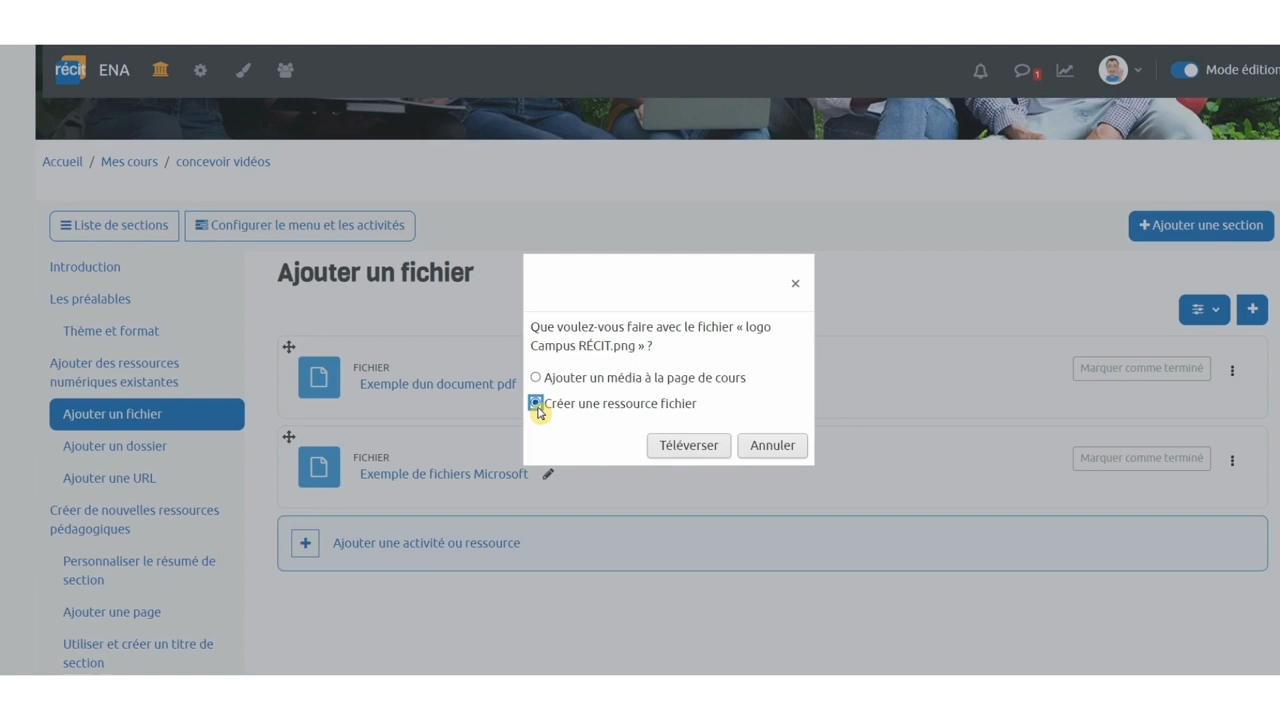 récit ENA
1
Mode édition
Accueil / Mes cours / concevoir vidéos
Liste de sections
Configurer le menu et les activités
Ajouter une section
Introduction
Les préalables
Thème et format
Ajouter des ressources
numériques existantes
Ajouter un fichier
Ajouter un dossier
Ajouter une URL
Créer de nouvelles ressources
pédagogiques
Personnaliser le résumé de
section
Ajouter une page
Utiliser et créer un titre de
section
Ajouter un fichier
FICHIER
Exemple dun document pdf
Marquer comme terminé
FICHIER
Exemple de fichiers Microsoft
Marquer comme terminé
Ajouter une activité ou ressource
Que voulez-vous faire avec le fichier « logo
Campus RÉCIT.png » ?
Ajouter un média à la page de cours
Créer une ressource fichier
Téléverser
Annuler